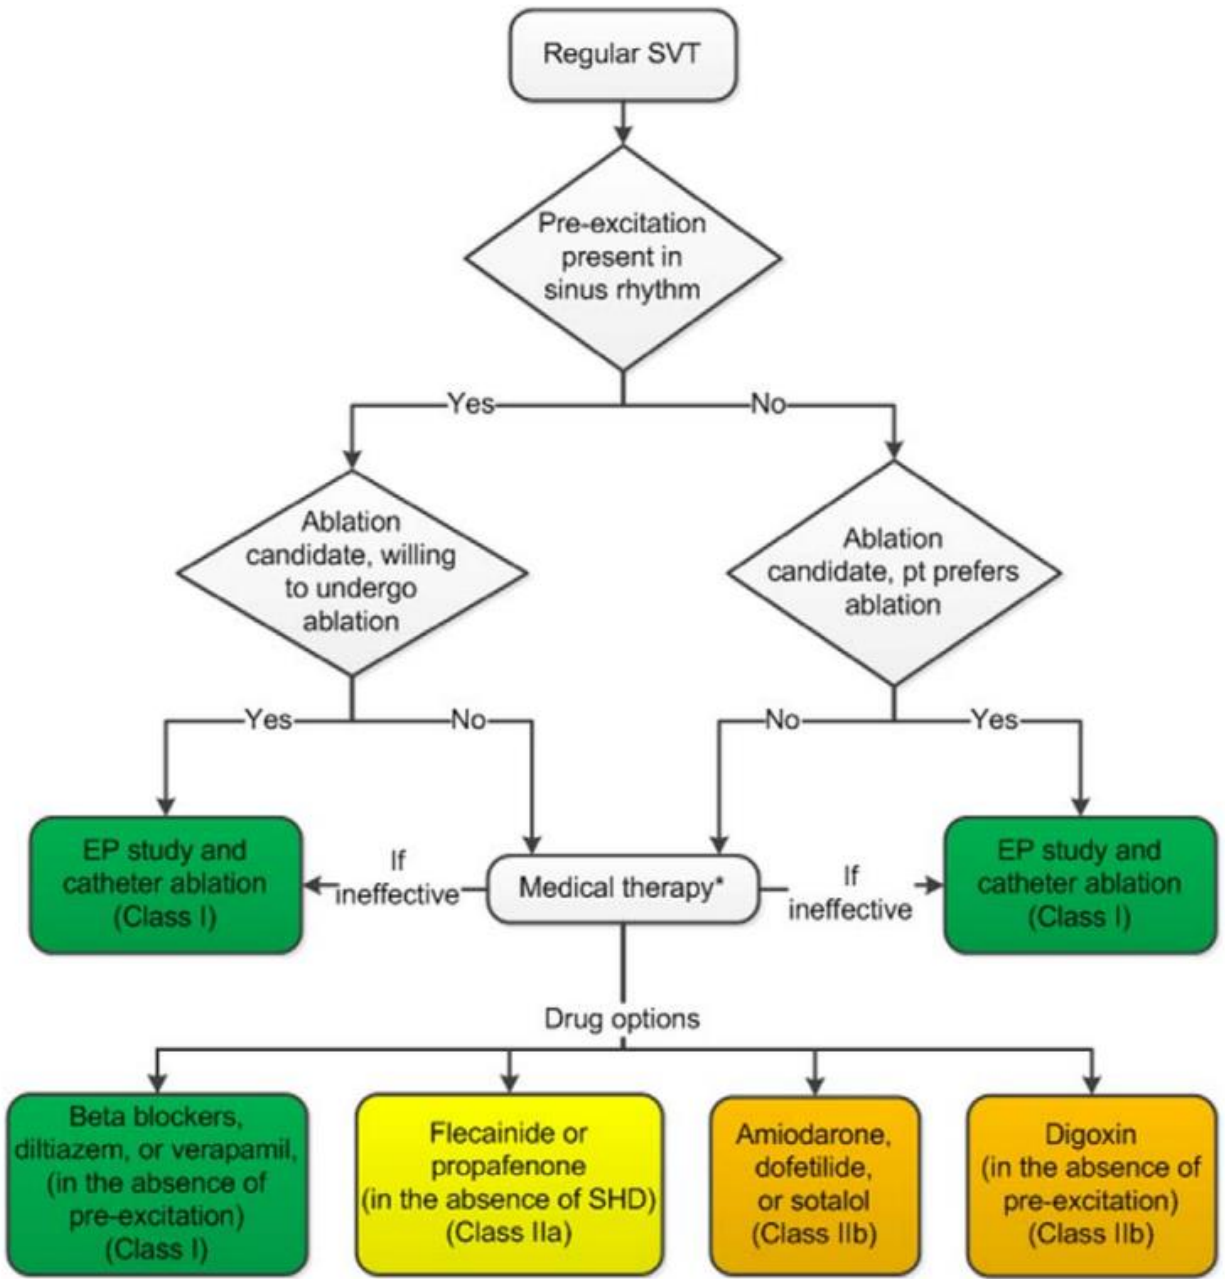 Regular SVT
Pre-excitation
present in
sinus rhythm
Yes
No
Ablation
candidate, willing
to undergo
ablation
Ablation
candidate, pt prefers
ablation
Yes
No
No
Yes
EP study and
catheter ablation
(Class I)
If
ineffective
Medical therapy*
If
ineffective
EP study and
catheter ablation
(Class I)
Drug options
Beta blockers,
diltiazem, or verapamil,
(in the absence of
pre-excitation)
(Class I)
Flecainide or
propafenone
(in the absence of SHD)
(Class IIa)
Amiodarone,
dofetilide,
or sotalol
(Class IIb)
Digoxin
(in the absence of
pre-excitation)
(Class IIb)